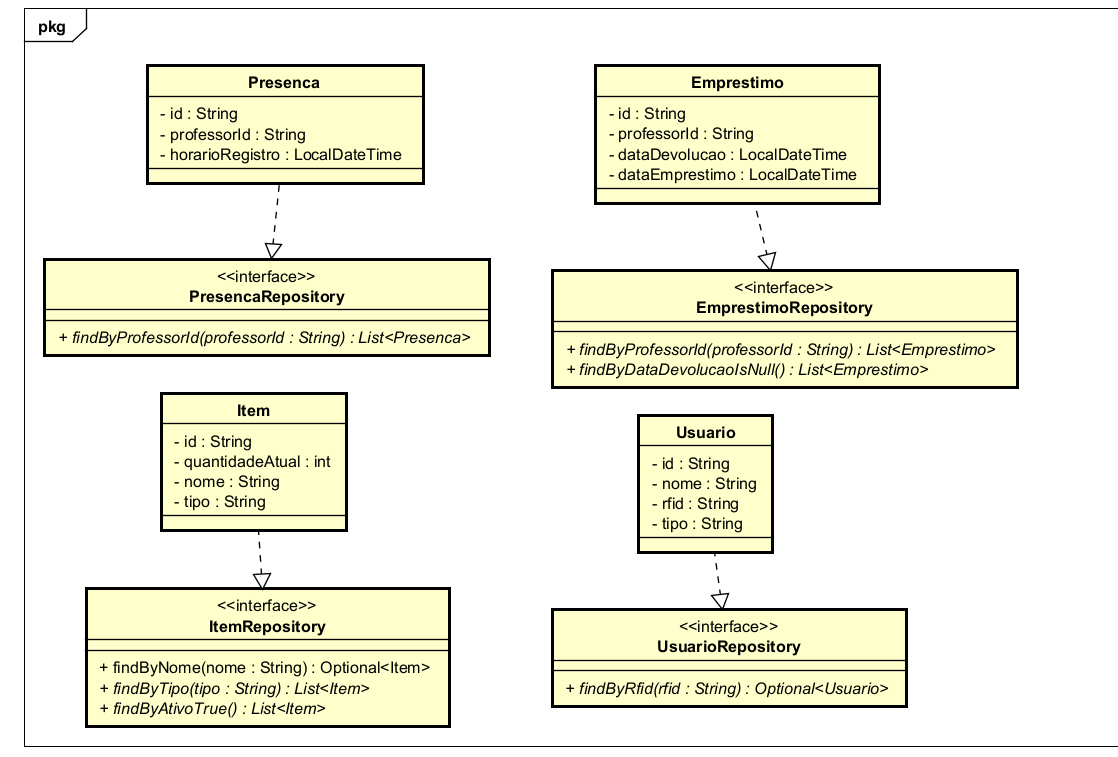 pkg
Presenca
- id : String
- professorId : String
- horarioRegistro : LocalDateTime
Emprestimo
- id : String
- professorId : String
- dataDevolucao : LocalDateTime
- dataEmprestimo : LocalDateTime
<<interface>>
PresencaRepository
+ findByProfessorId(professorId : String) : List<Presenca>
<<interface>>
EmprestimoRepository
+ findByProfessorId(professorId : String) : List<Emprestimo>
+ findByDataDevolucaoIsNull() : List<Emprestimo>
Item
- id : String
- quantidadeAtual : int
- nome : String
- tipo : String
Usuario
- id : String
- nome : String
- rfid : String
- tipo : String
<<interface>>
ItemRepository
+ findByNome(nome : String) : Optional<Item>
+ findByTipo(tipo : String) : List<Item>
+ findByAtivoTrue() : List<Item>
<<interface>>
UsuarioRepository
+ findByRfid(rfid : String) : Optional<Usuario>